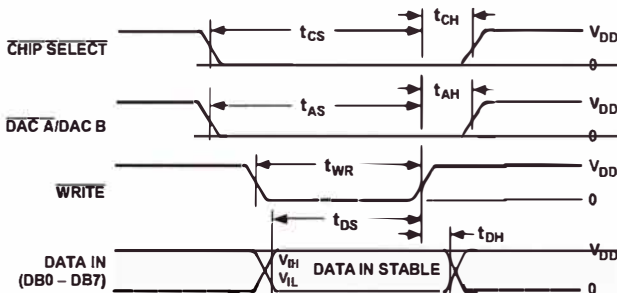 tCS
tCH
VDD
CHIP SELECT
0
tAS
tAH
VDD
DAC A/DAC B
0
tWR
VDD
WRITE
0
tDS
tDH
VDD
DATA IN
(DB0 – DB7)
VIH
VIL
DATA IN STABLE
0